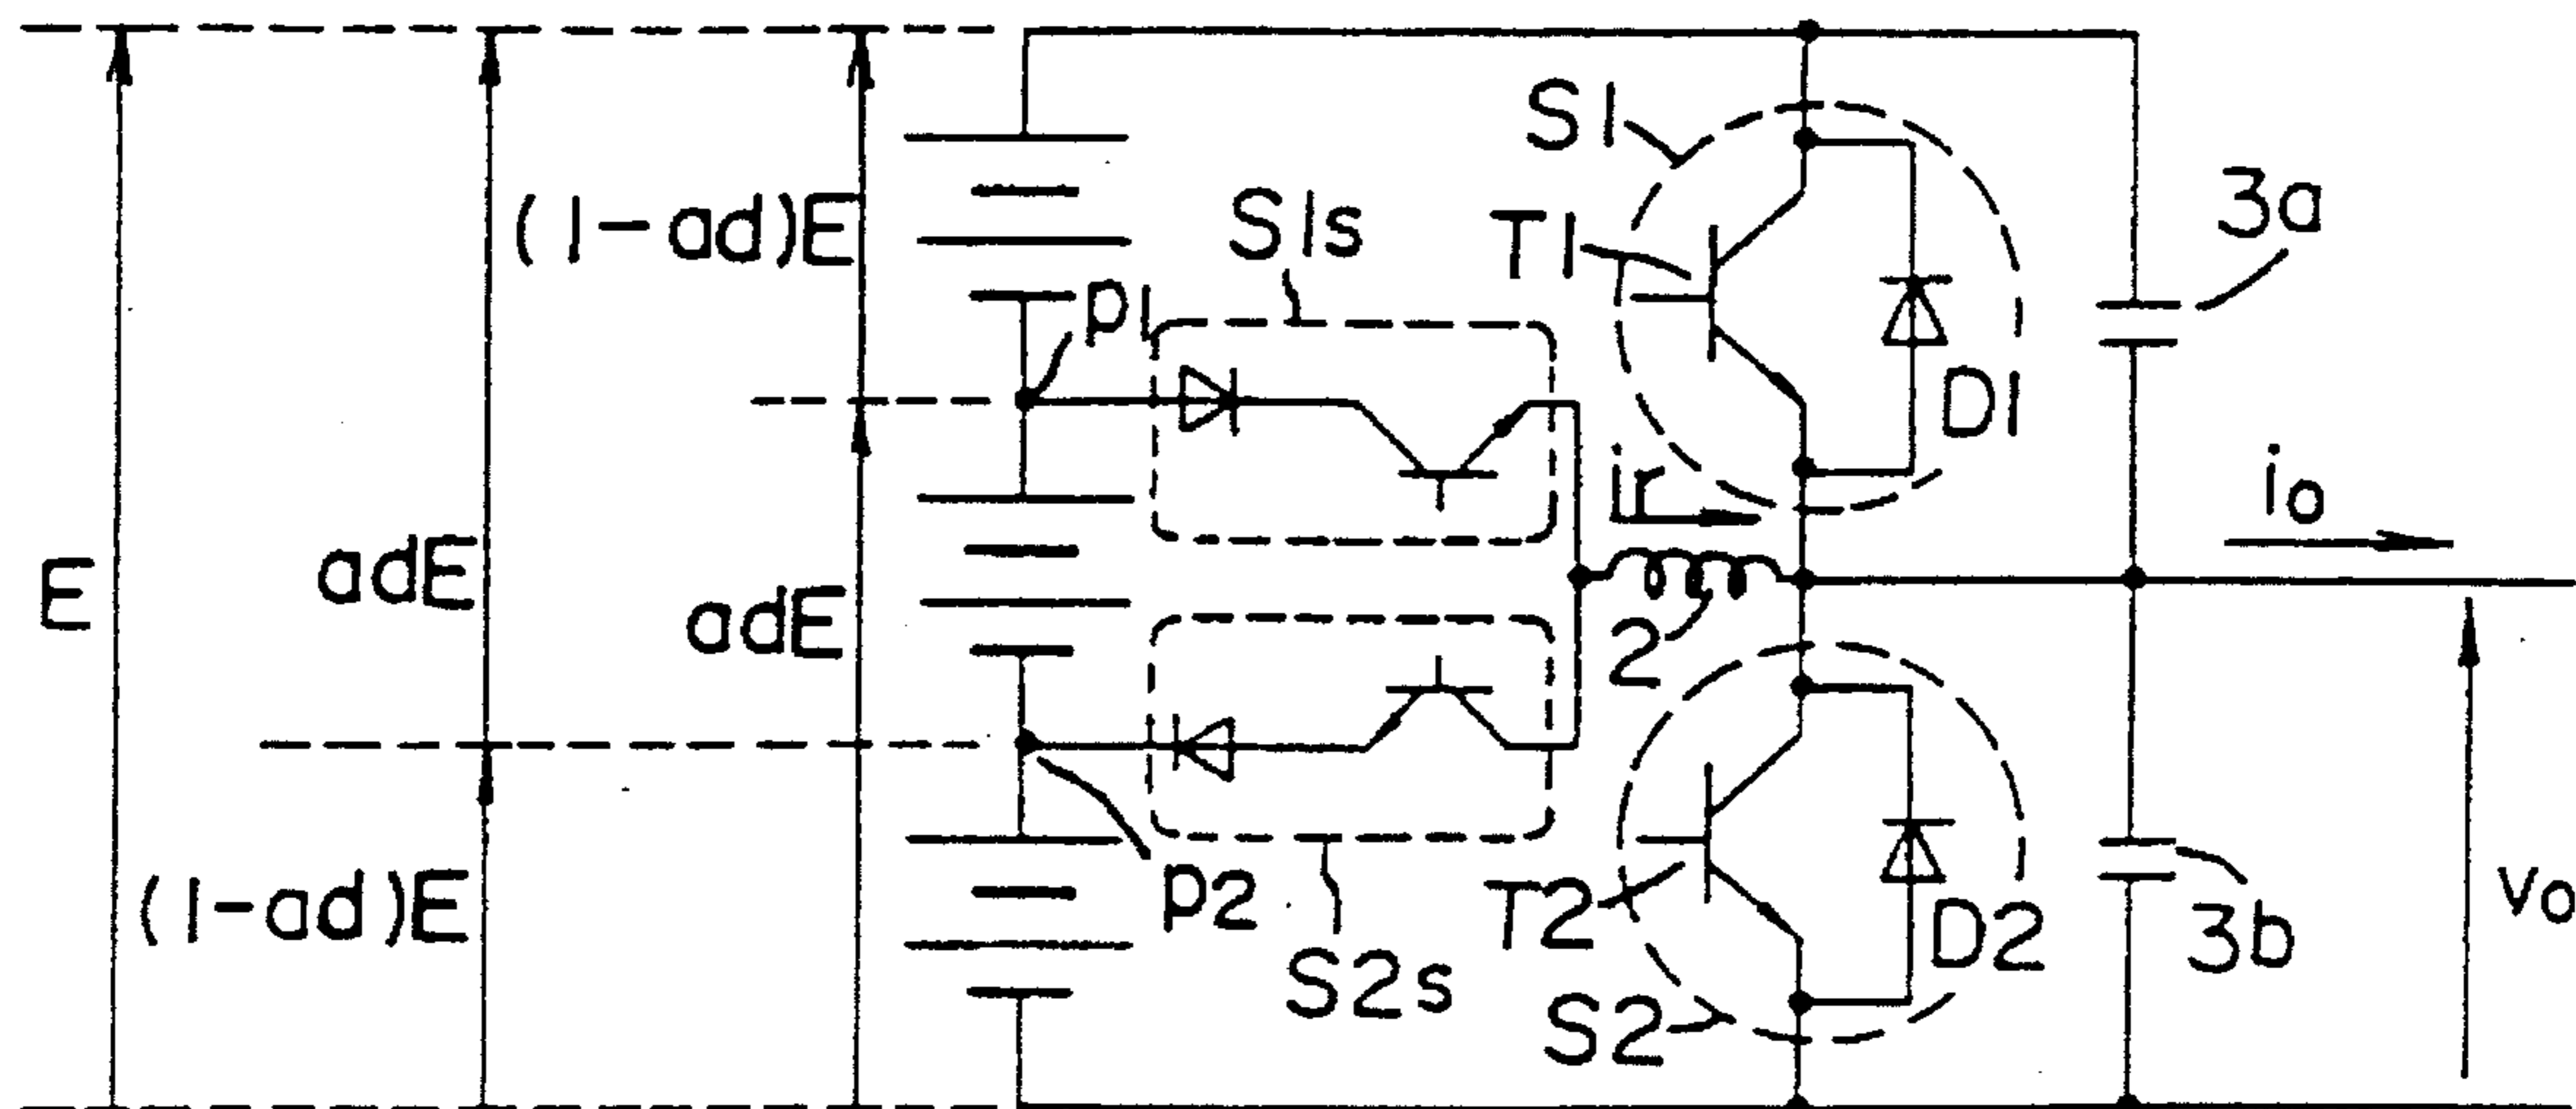 S1
3a
(1-ad)E
S1s
T1
p1
D1
ir
io
E
adE
adE
2
p2
T2
D2
vo
(1-ad)E
3b
S2s
S2